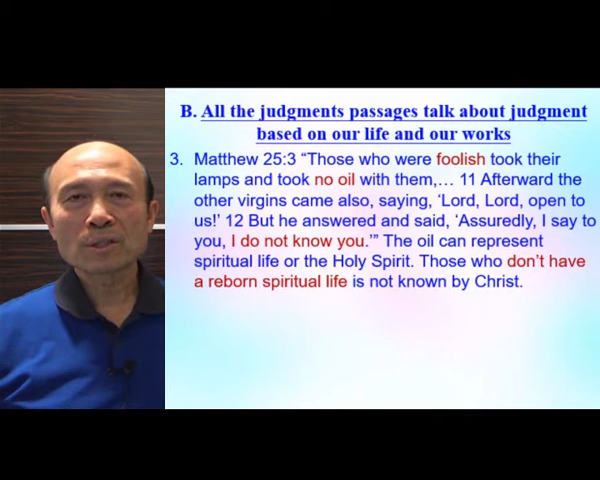 B. All the judgments passages talk about judgment
based on our life and our works
3. Matthew 25:3 “Those who were foolish took their
lamps and took no oil with them,… 11 Afterward the
other virgins came also, saying, ‘Lord, Lord, open to
us!’ 12 But he answered and said, ‘Assuredly, I say to
you, I do not know you.’” The oil can represent
spiritual life or the Holy Spirit. Those who don’t have
a reborn spiritual life is not known by Christ.